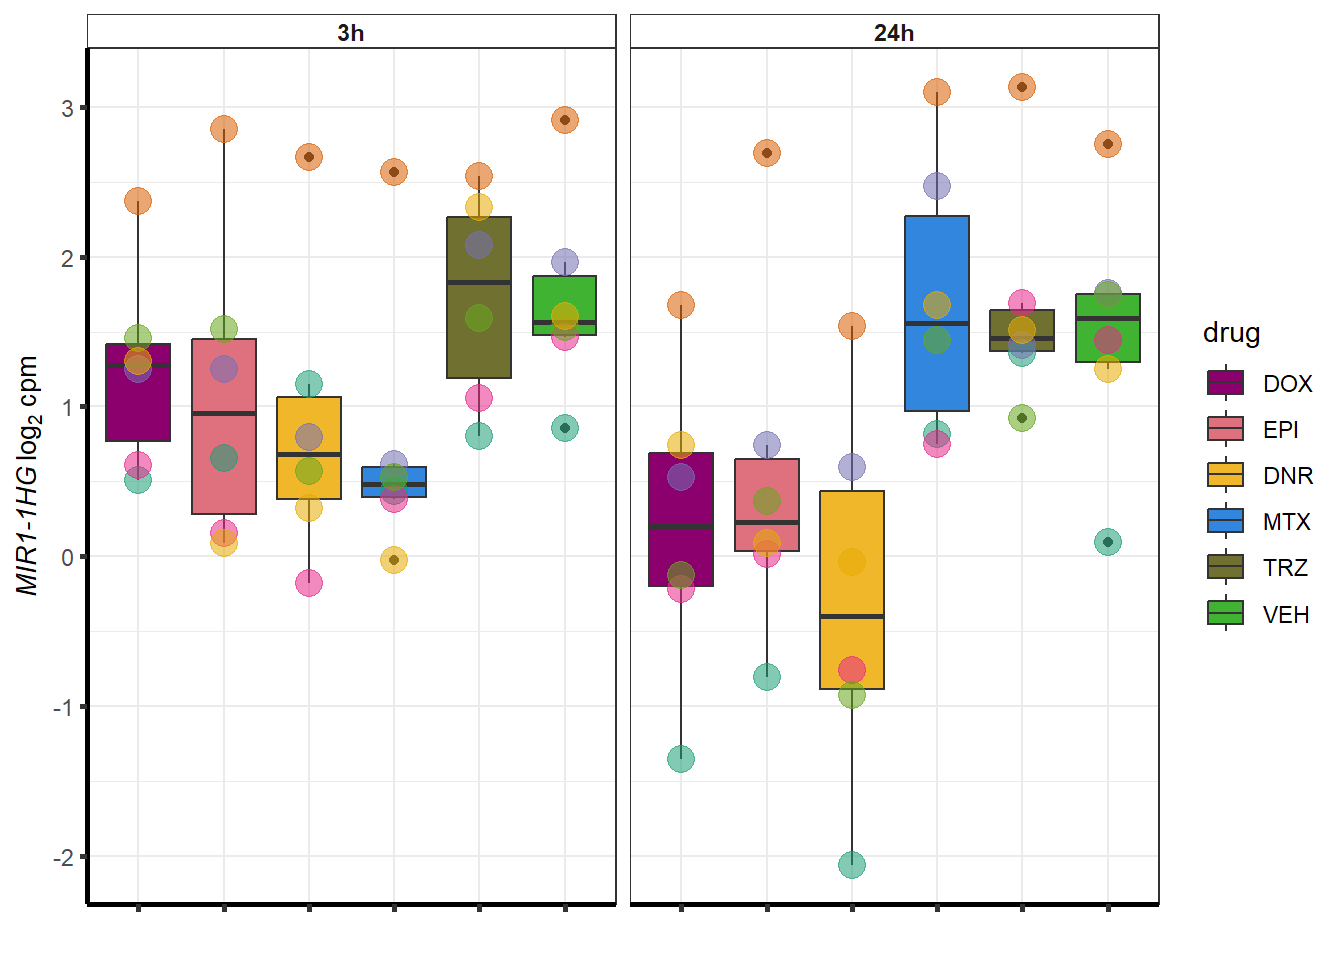 3h
24h
3
2
1
0
-1
-2
MIR1-1HG log2 cpm
drug
DOX
EPI
DNR
MTX
TRZ
VEH